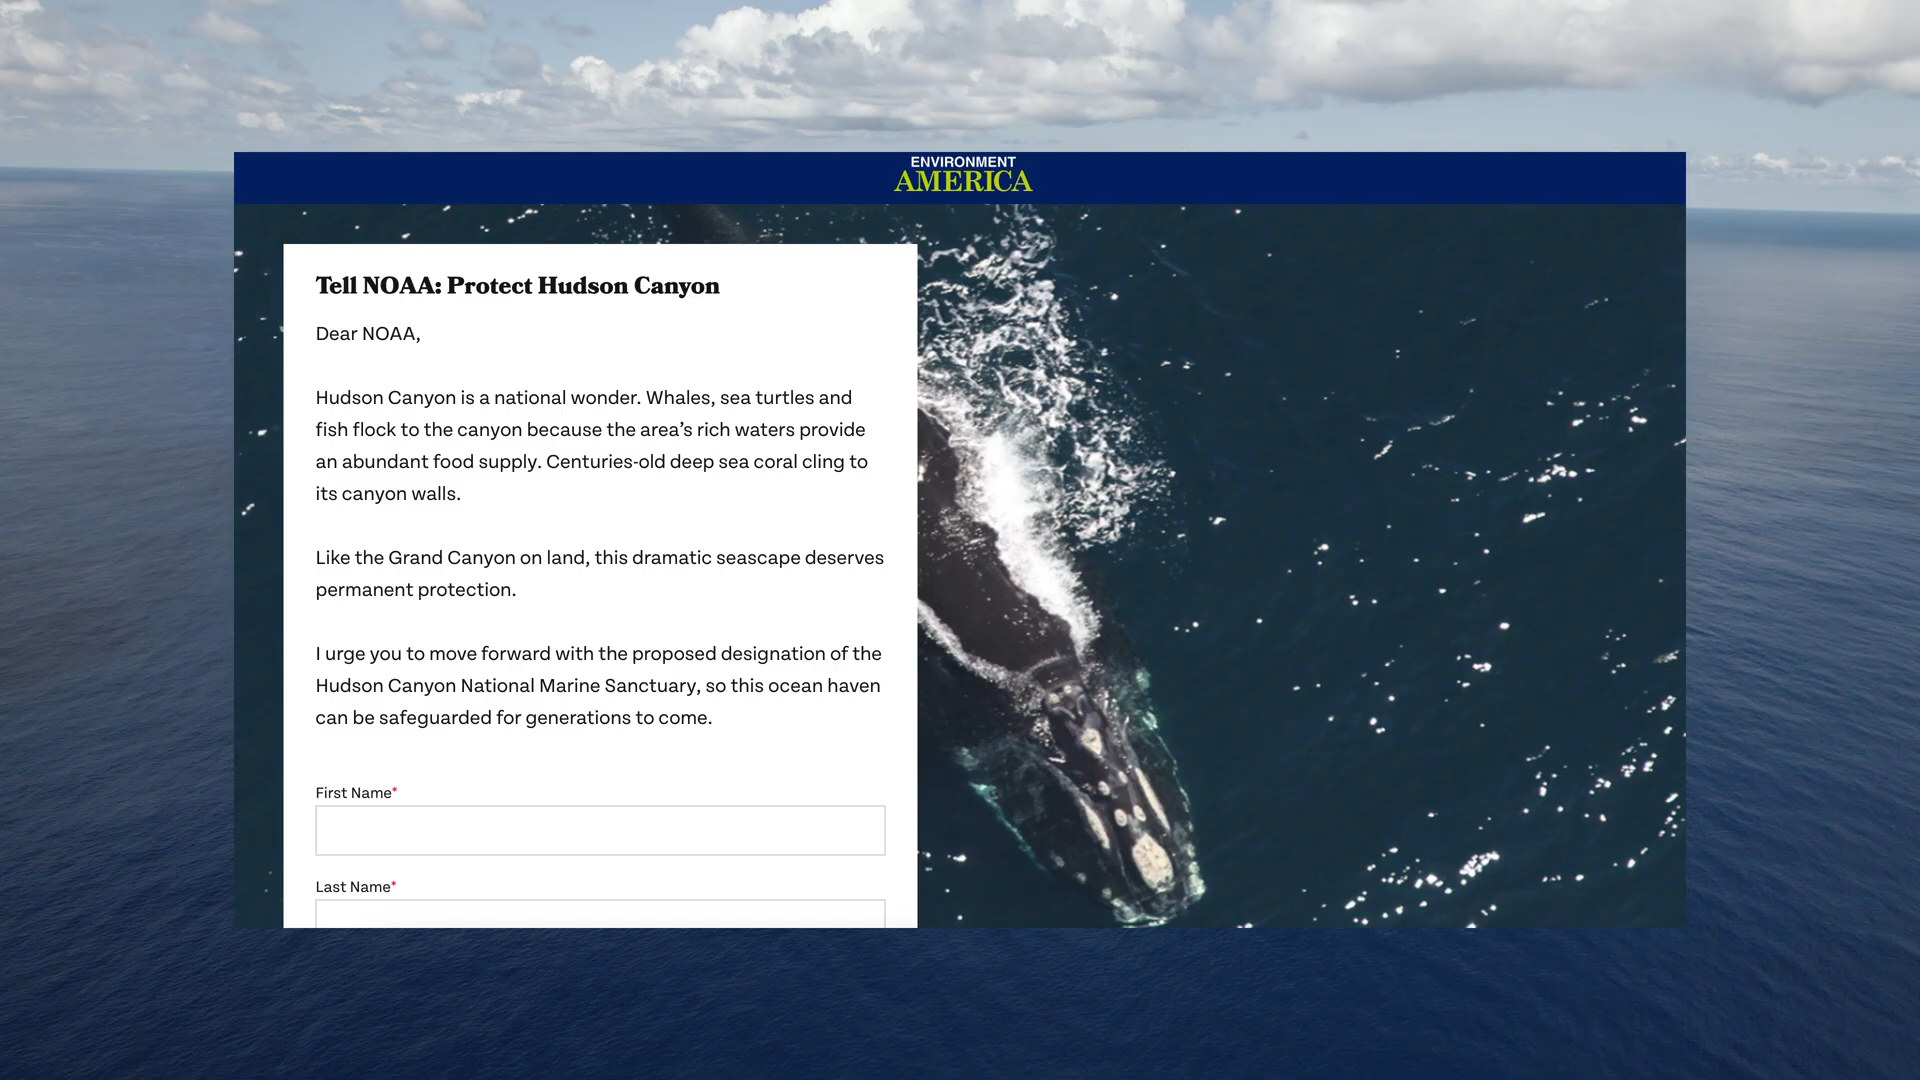 ENVIRONMENT
AMERICA
Tell NOAA: Protect Hudson Canyon
Dear NOAA,
Hudson Canyon is a national wonder. Whales, sea turtles and
fish flock to the canyon because the area’s rich waters provide
an abundant food supply. Centuries-old deep sea coral cling to
its canyon walls.
Like the Grand Canyon on land, this dramatic seascape deserves
permanent protection.
I urge you to move forward with the proposed designation of the
Hudson Canyon National Marine Sanctuary, so this ocean haven
can be safeguarded for generations to come.
First Name*
Last Name*